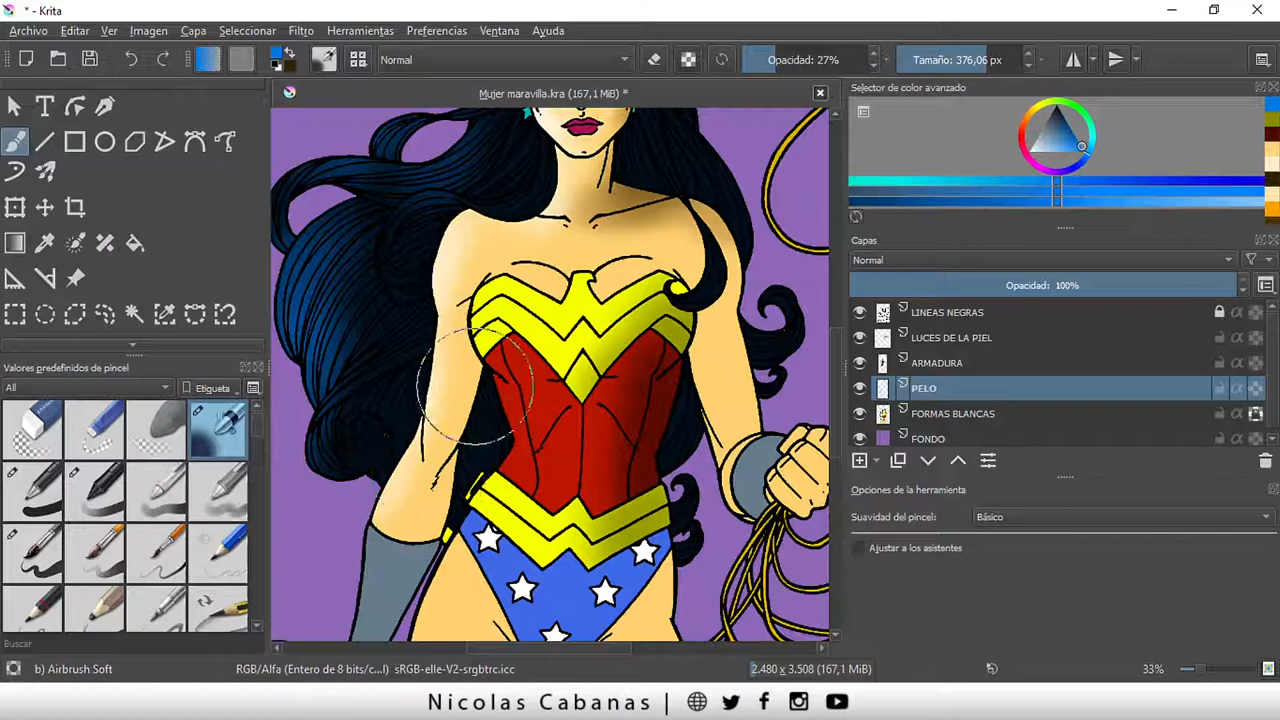 * - Krita
Archivo Editar Ver Imagen Capa Seleccionar Filtro Herramientas Preferencias Ventana Ayuda
Normal Opacidad: 27% Tamaño: 376,06 px
Mujer maravilla.kra (167,1 MiB) *
Selector de color avanzado
Capas
Normal
Opacidad: 100%
LINEAS NEGRAS
LUCES DE LA PIEL
ARMADURA
PELO
FORMAS BLANCAS
FONDO
Valores predefinidos de pincel
All Etiqueta
Opciones de la herramienta
Suavidad del pincel: Básico
Ajustar a los asistentes
Buscar
b) Airbrush Soft RGB/Alfa (Entero de 8 bits/c...l) sRGB-elle-V2-srgbtrc.icc 2.480 x 3.508 (167,1 MiB) 33%
Nicolas Cabanas |